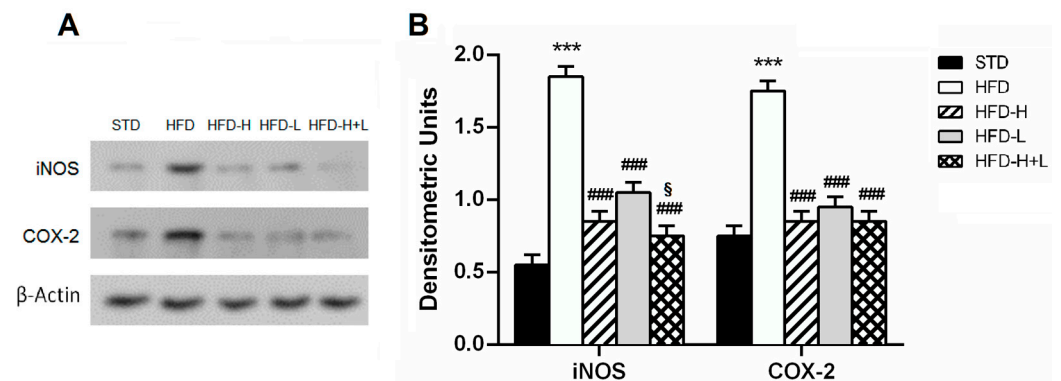 A
STD HFD HFD-H HFD-L HFD-H+L
iNOS
COX-2
β-Actin
B
Densitometric Units
2.0
1.5
1.0
0.5
0.0
*** ***
### ### § ### ### ### ###
iNOS COX-2
STD
HFD
HFD-H
HFD-L
HFD-H+L